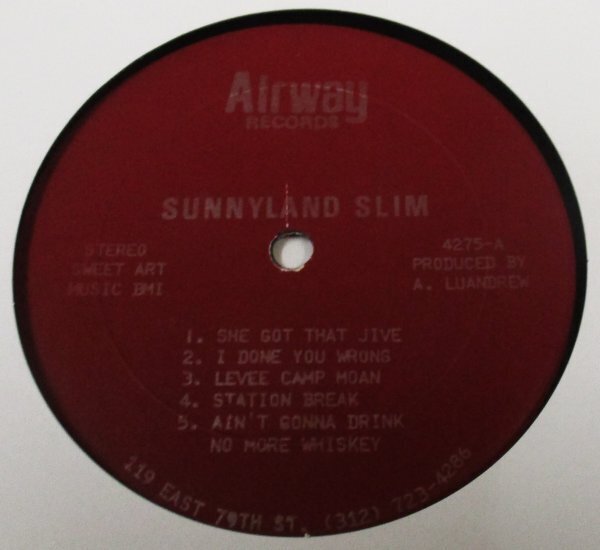 Airway
RECORDS
SUNNYLAND SLIM
STEREO
SWEET ART
MUSIC BMI
4275-A
PRODUCED BY
A. LUANDREW
1. SHE GOT THAT JIVE
2. I DONE YOU WRONG
3. LEVEE CAMP MOAN
4. STATION BREAK
5. AIN'T GONNA DRINK
NO MORE WHISKEY
119 EAST 79TH ST. (312) 723-4286